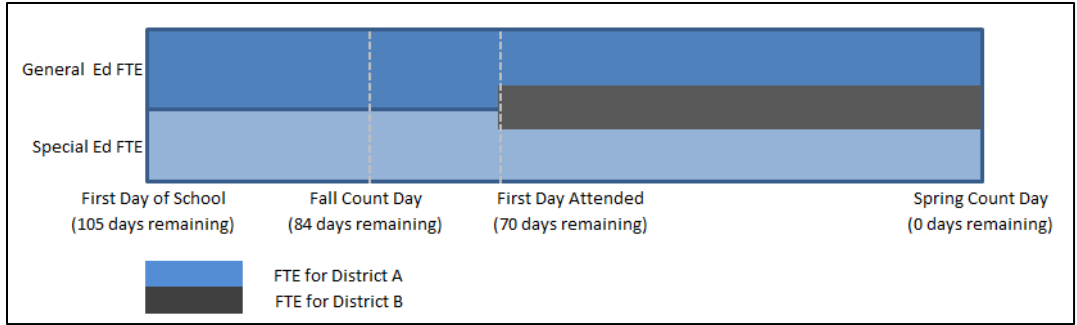 General Ed FTE
Special Ed FTE
First Day of School
(105 days remaining)
Fall Count Day
(84 days remaining)
First Day Attended
(70 days remaining)
Spring Count Day
(0 days remaining)
FTE for District A
FTE for District B